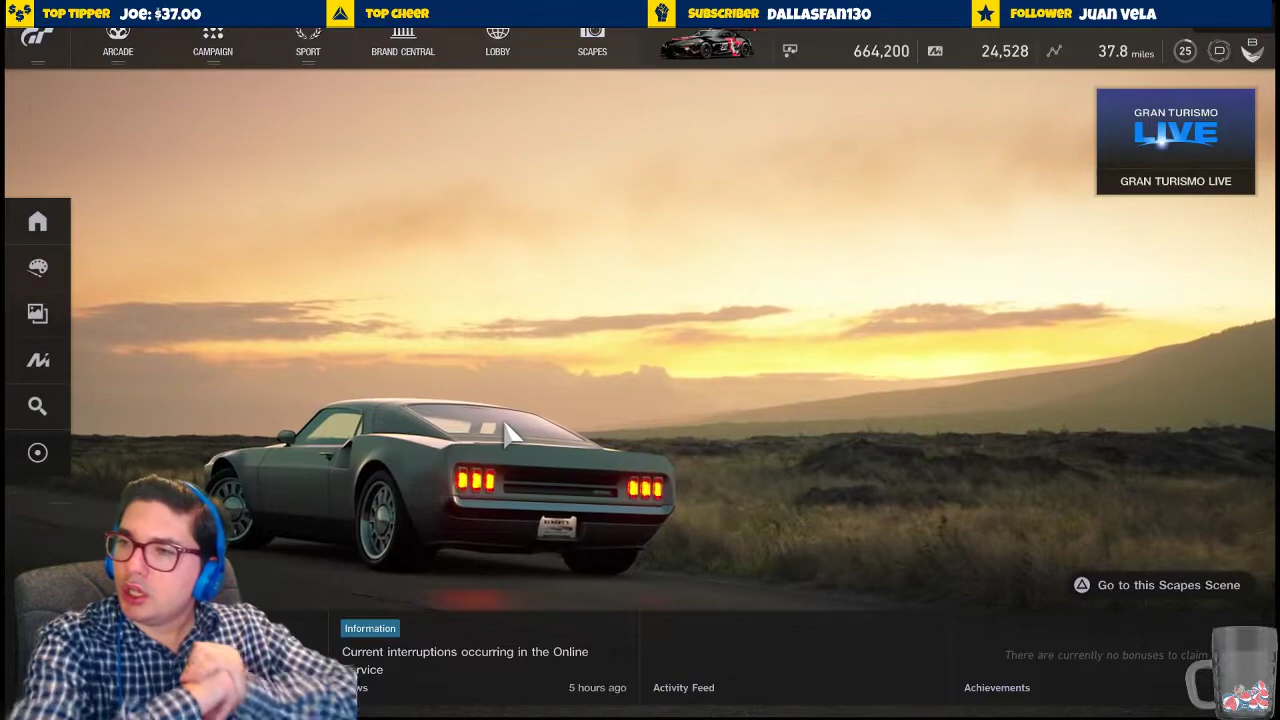 TOP TIPPER JOE: $37.00
TOP CHEER
SUBSCRIBER DALLASFAN130
FOLLOWER JUAN VELA
ARCADE
CAMPAIGN
SPORT
BRAND CENTRAL
LOBBY
SCAPES
664,200
24,528
37.8 miles
25
GRAN TURISMO
LIVE
GRAN TURISMO LIVE
Go to this Scapes Scene
Information
Current interruptions occurring in the Online
ervice
ws
5 hours ago
Activity Feed
There are currently no bonuses to claim
Achievements